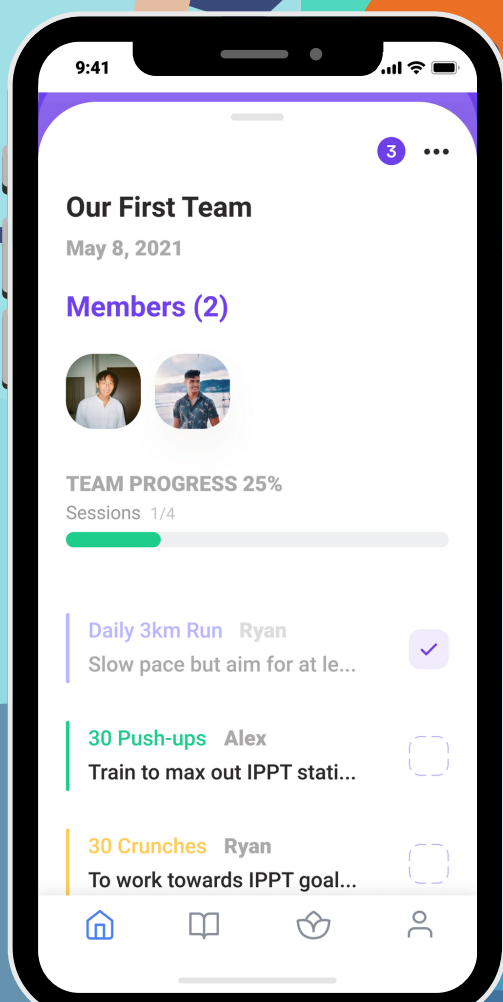 9:41
3
Our First Team
May 8, 2021
Members (2)
TEAM PROGRESS 25%
Sessions 1/4
Daily 3km Run Ryan
Slow pace but aim for at le...
30 Push-ups Alex
Train to max out IPPT stati...
30 Crunches Ryan
To work towards IPPT goal...